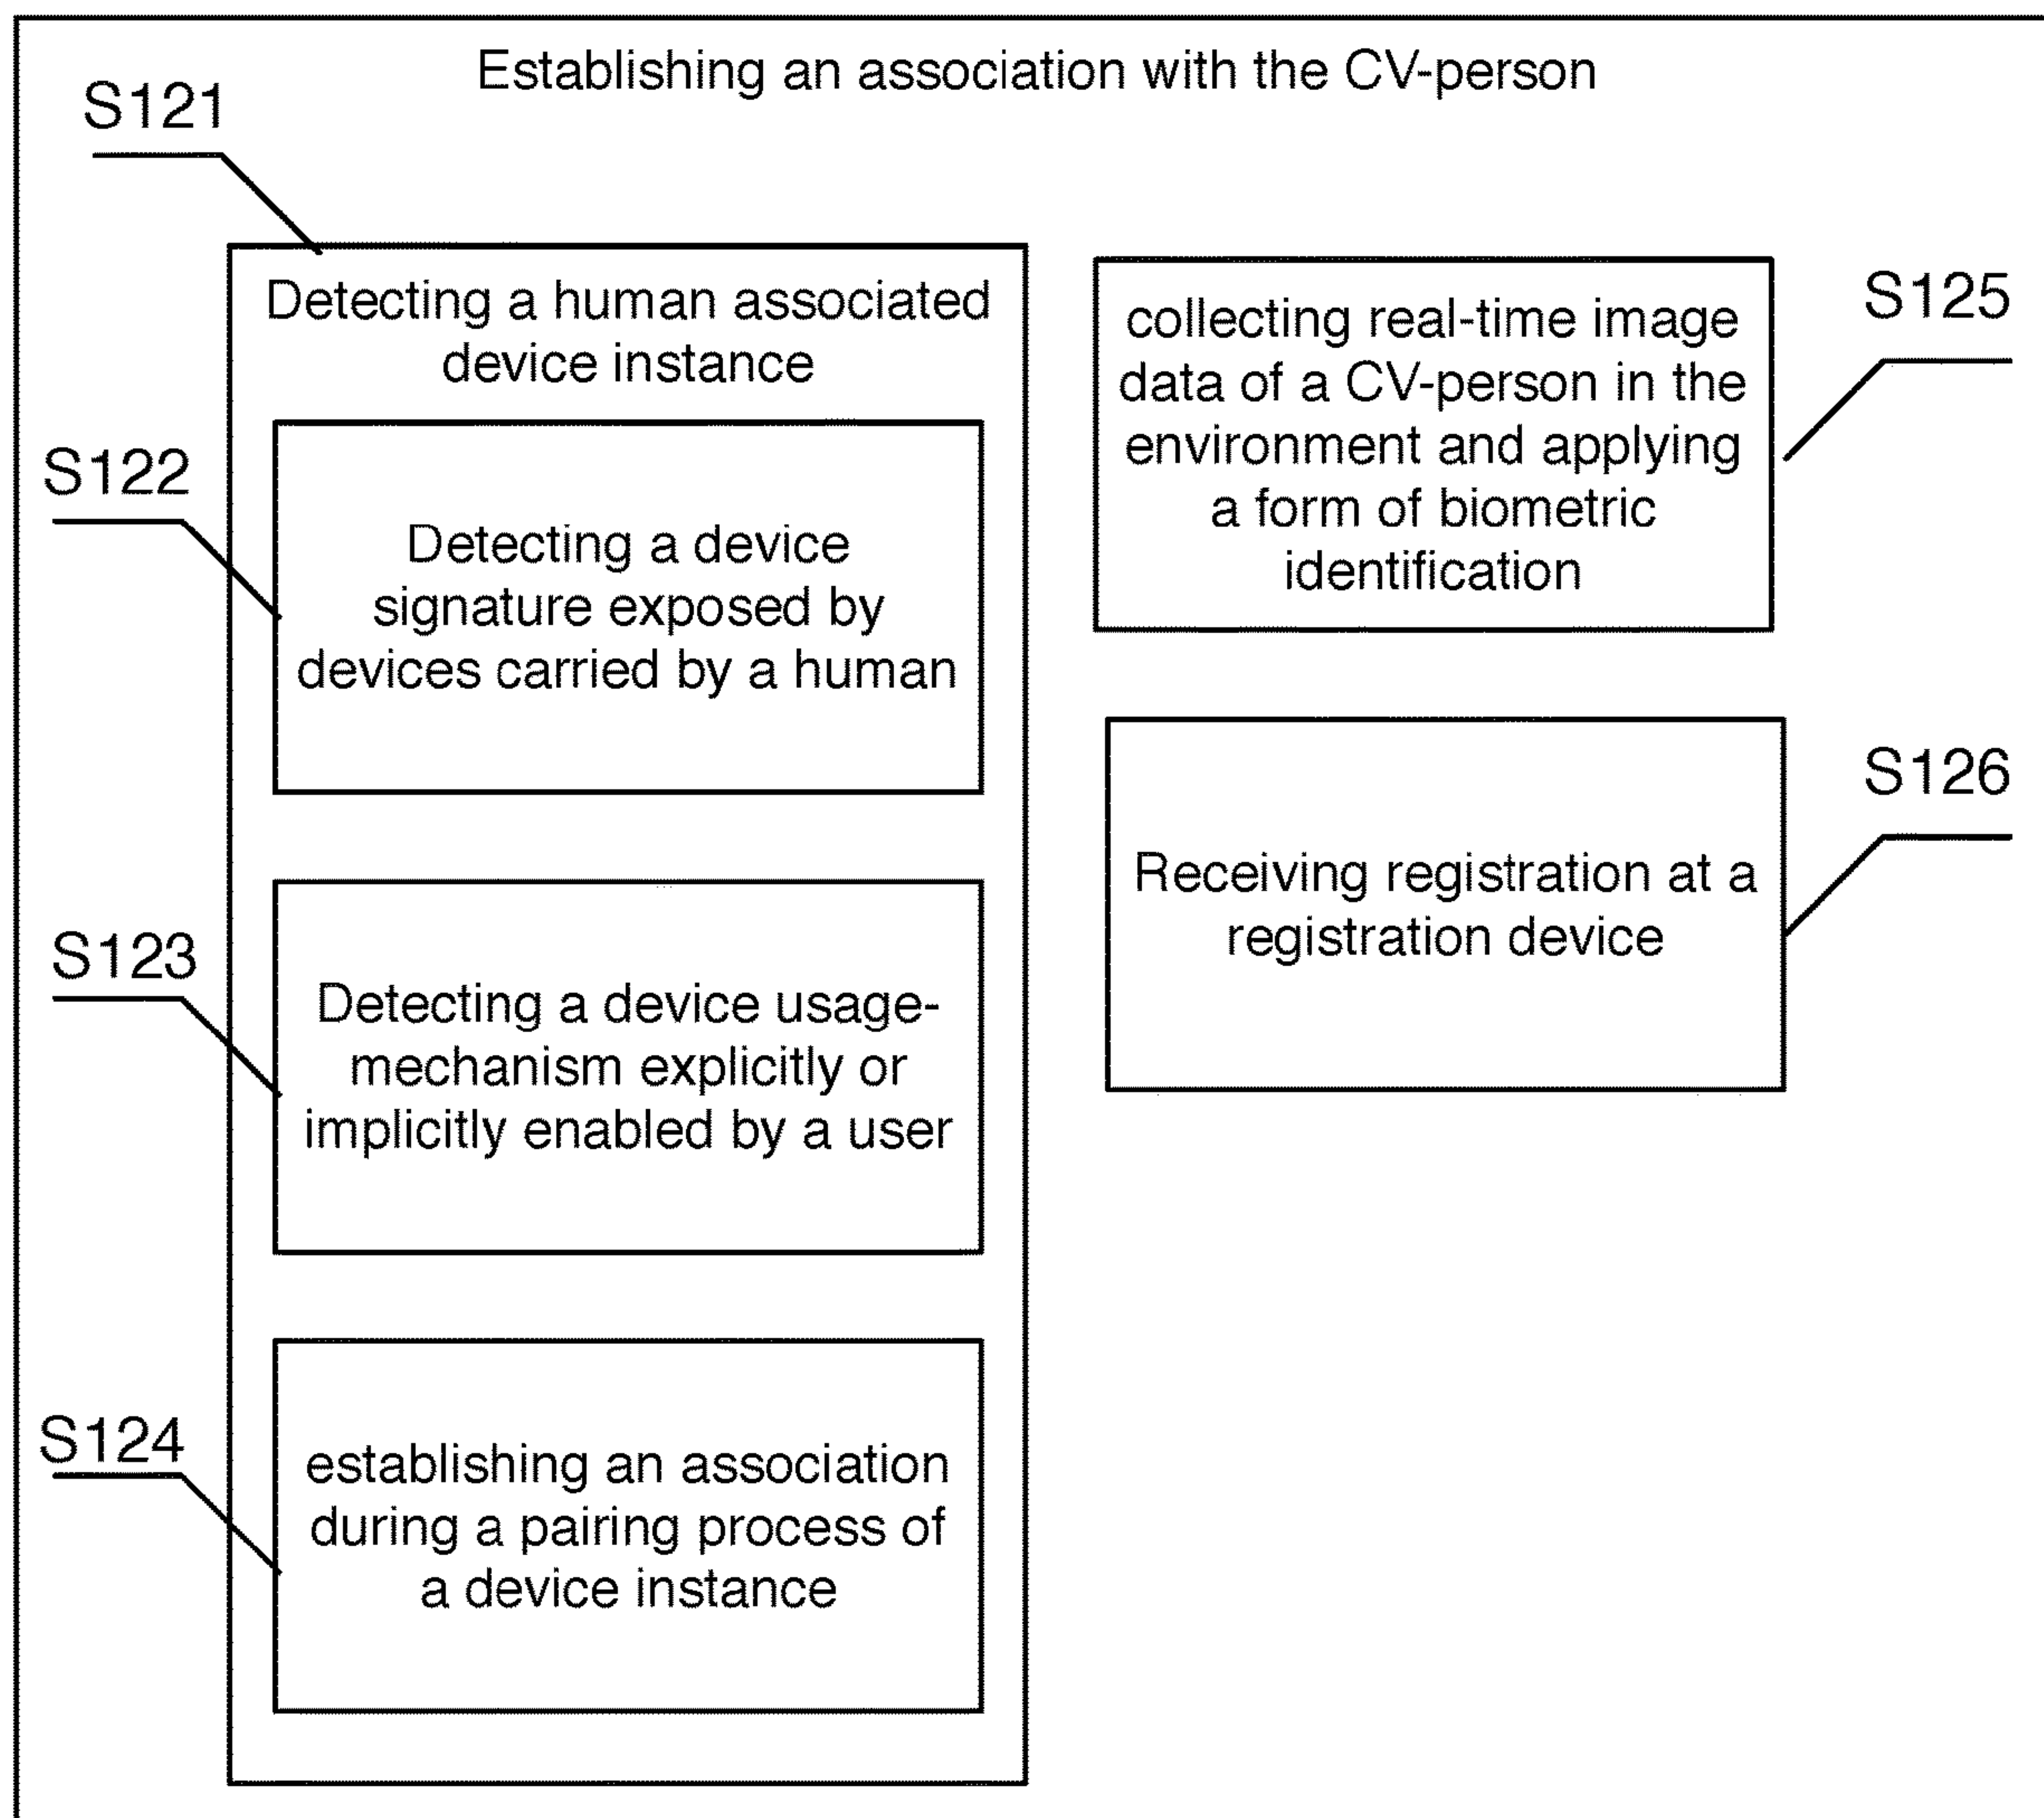 Establishing an association with the CV-person
S121
Detecting a human associated
device instance
S122
Detecting a device
signature exposed by
devices carried by a human
S123
Detecting a device usage-
mechanism explicitly or
implicitly enabled by a user
S124
establishing an association
during a pairing process of
a device instance
collecting real-time image
data of a CV-person in the
environment and applying
a form of biometric
identification
S125
Receiving registration at a
registration device
S126